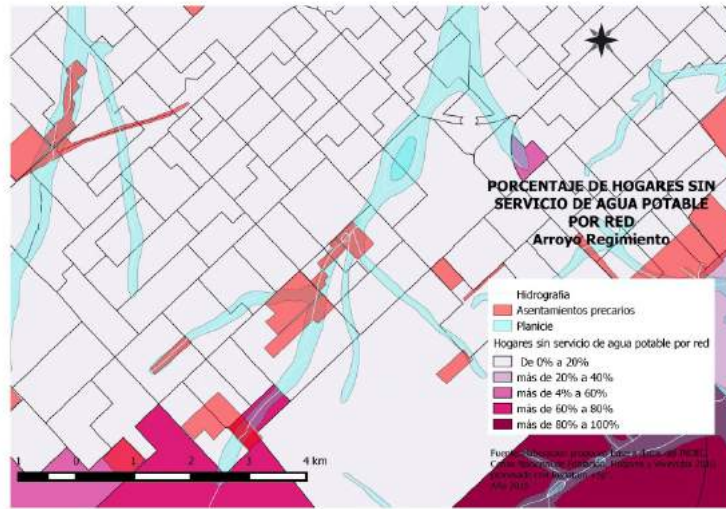 PORCENTAJE DE HOGARES SIN
SERVICIO DE AGUA POTABLE
POR RED
Arroyo Regimiento
Hidrografía
Asentamientos precarios
Planicie
Hogares sin servicio de agua potable por red
De 0% a 20%
más de 20% a 40%
más de 4% a 60%
más de 60% a 80%
más de 80% a 100%
1 0 1 2 3 4 km